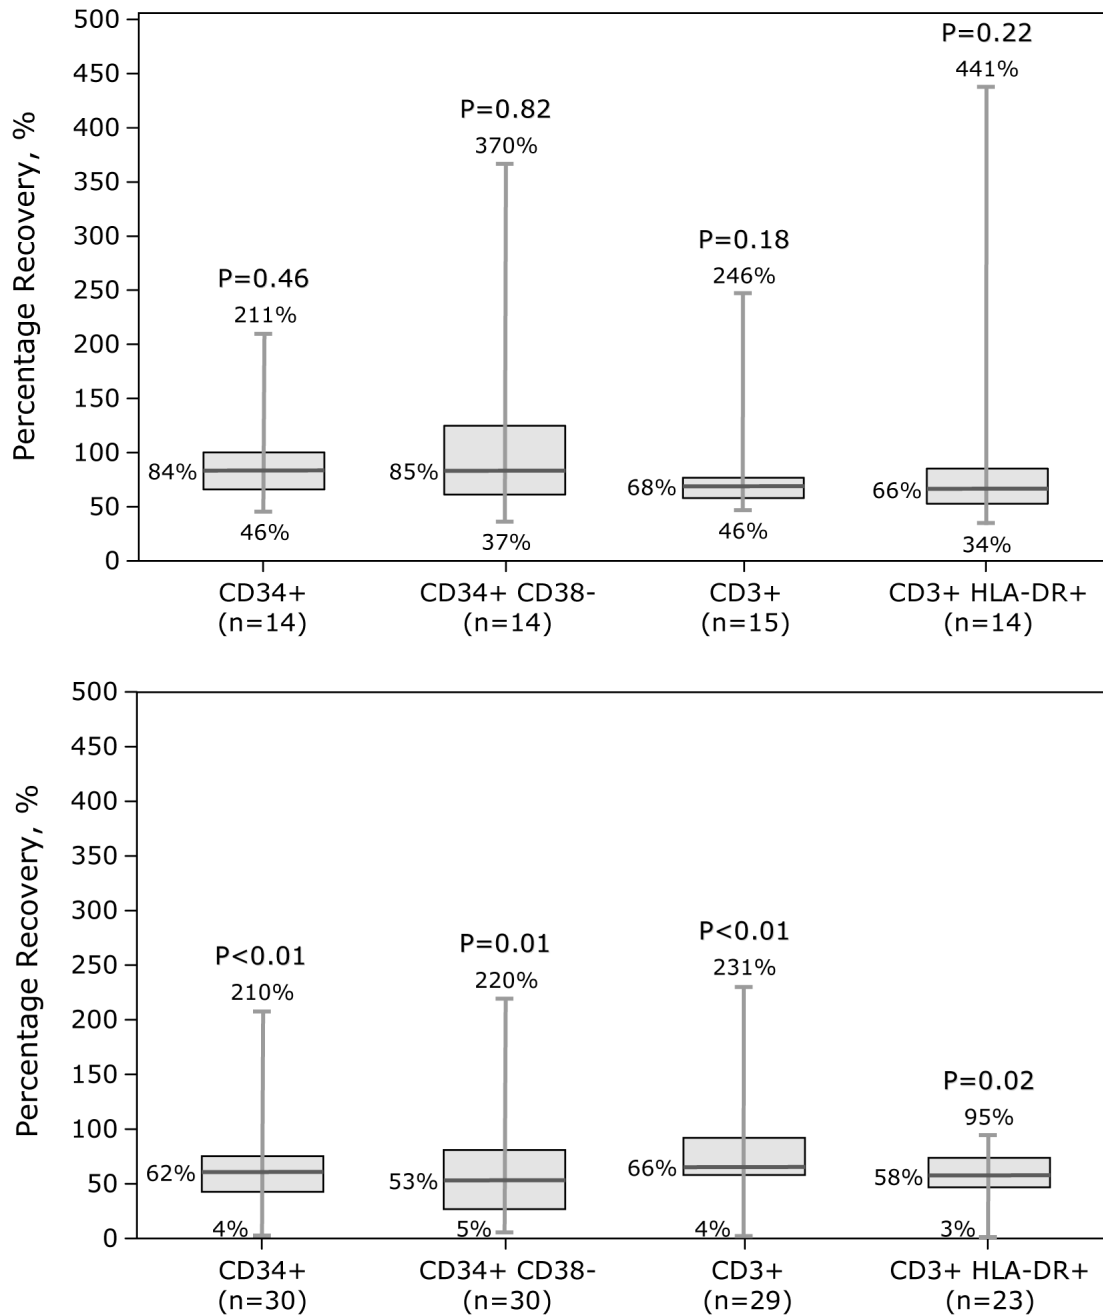 500
450
400
350
300
250
200
150
100
50
0
Percentage Recovery, %
P=0.46
211%
84%
46%
P=0.82
370%
85%
37%
P=0.18
246%
68%
46%
P=0.22
441%
66%
34%
CD34+
(n=14)
CD34+ CD38-
(n=14)
CD3+
(n=15)
CD3+ HLA-DR+
(n=14)
500
450
400
350
300
250
200
150
100
50
0
Percentage Recovery, %
P<0.01
210%
62%
4%
P=0.01
220%
53%
5%
P<0.01
231%
66%
4%
P=0.02
95%
58%
3%
CD34+
(n=30)
CD34+ CD38-
(n=30)
CD3+
(n=29)
CD3+ HLA-DR+
(n=23)